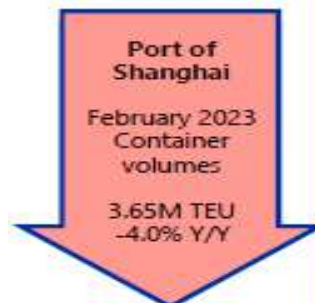 Port of
Shanghai
February 2023
Container
volumes
3.65M TEU
-4.0% Y/Y